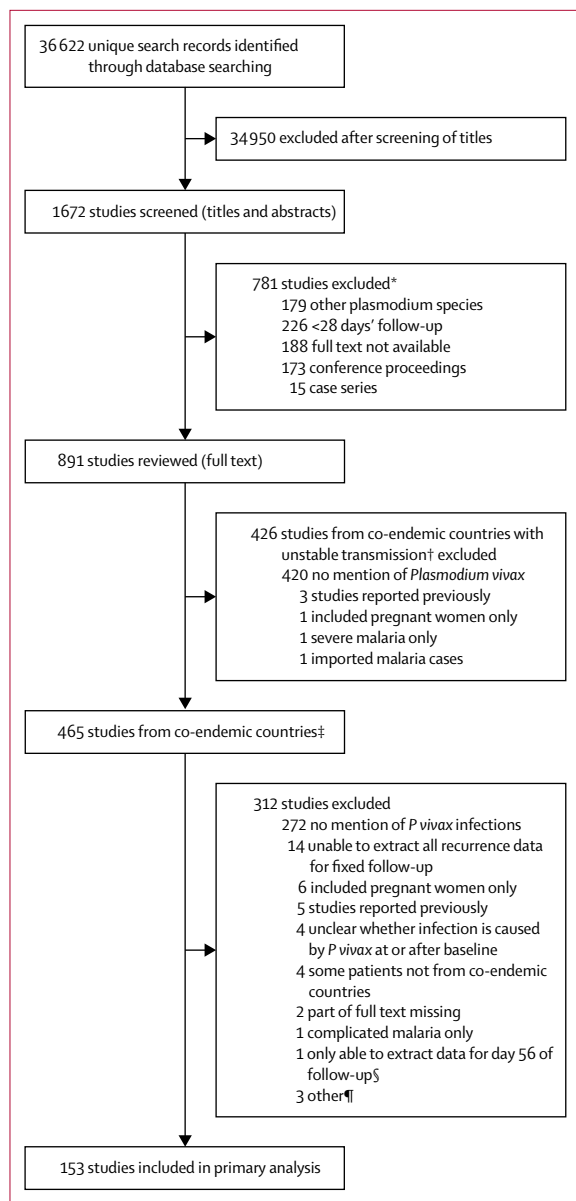 36 622 unique search records identified
through database searching
34 950 excluded after screening of titles
1672 studies screened (titles and abstracts)
781 studies excluded*
179 other plasmodium species
226 <28 days' follow-up
188 full text not available
173 conference proceedings
15 case series
891 studies reviewed (full text)
426 studies from co-endemic countries with
unstable transmission† excluded
420 no mention of Plasmodium vivax
3 studies reported previously
1 included pregnant women only
1 severe malaria only
1 imported malaria cases
465 studies from co-endemic countries‡
312 studies excluded
272 no mention of P vivax infections
14 unable to extract all recurrence data
for fixed follow-up
6 included pregnant women only
5 studies reported previously
4 unclear whether infection is caused
by P vivax at or after baseline
4 some patients not from co-endemic
countries
2 part of full text missing
1 complicated malaria only
1 only able to extract data for day 56 of
follow-up§
3 other¶
153 studies included in primary analysis